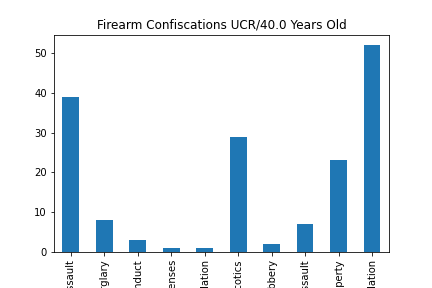 Firearm Confiscations UCR/40.0 Years Old
50
40
30
20
10
0
ssault
rglary
nduct
enses
lation
cotics
bbery
ssault
perty
lation